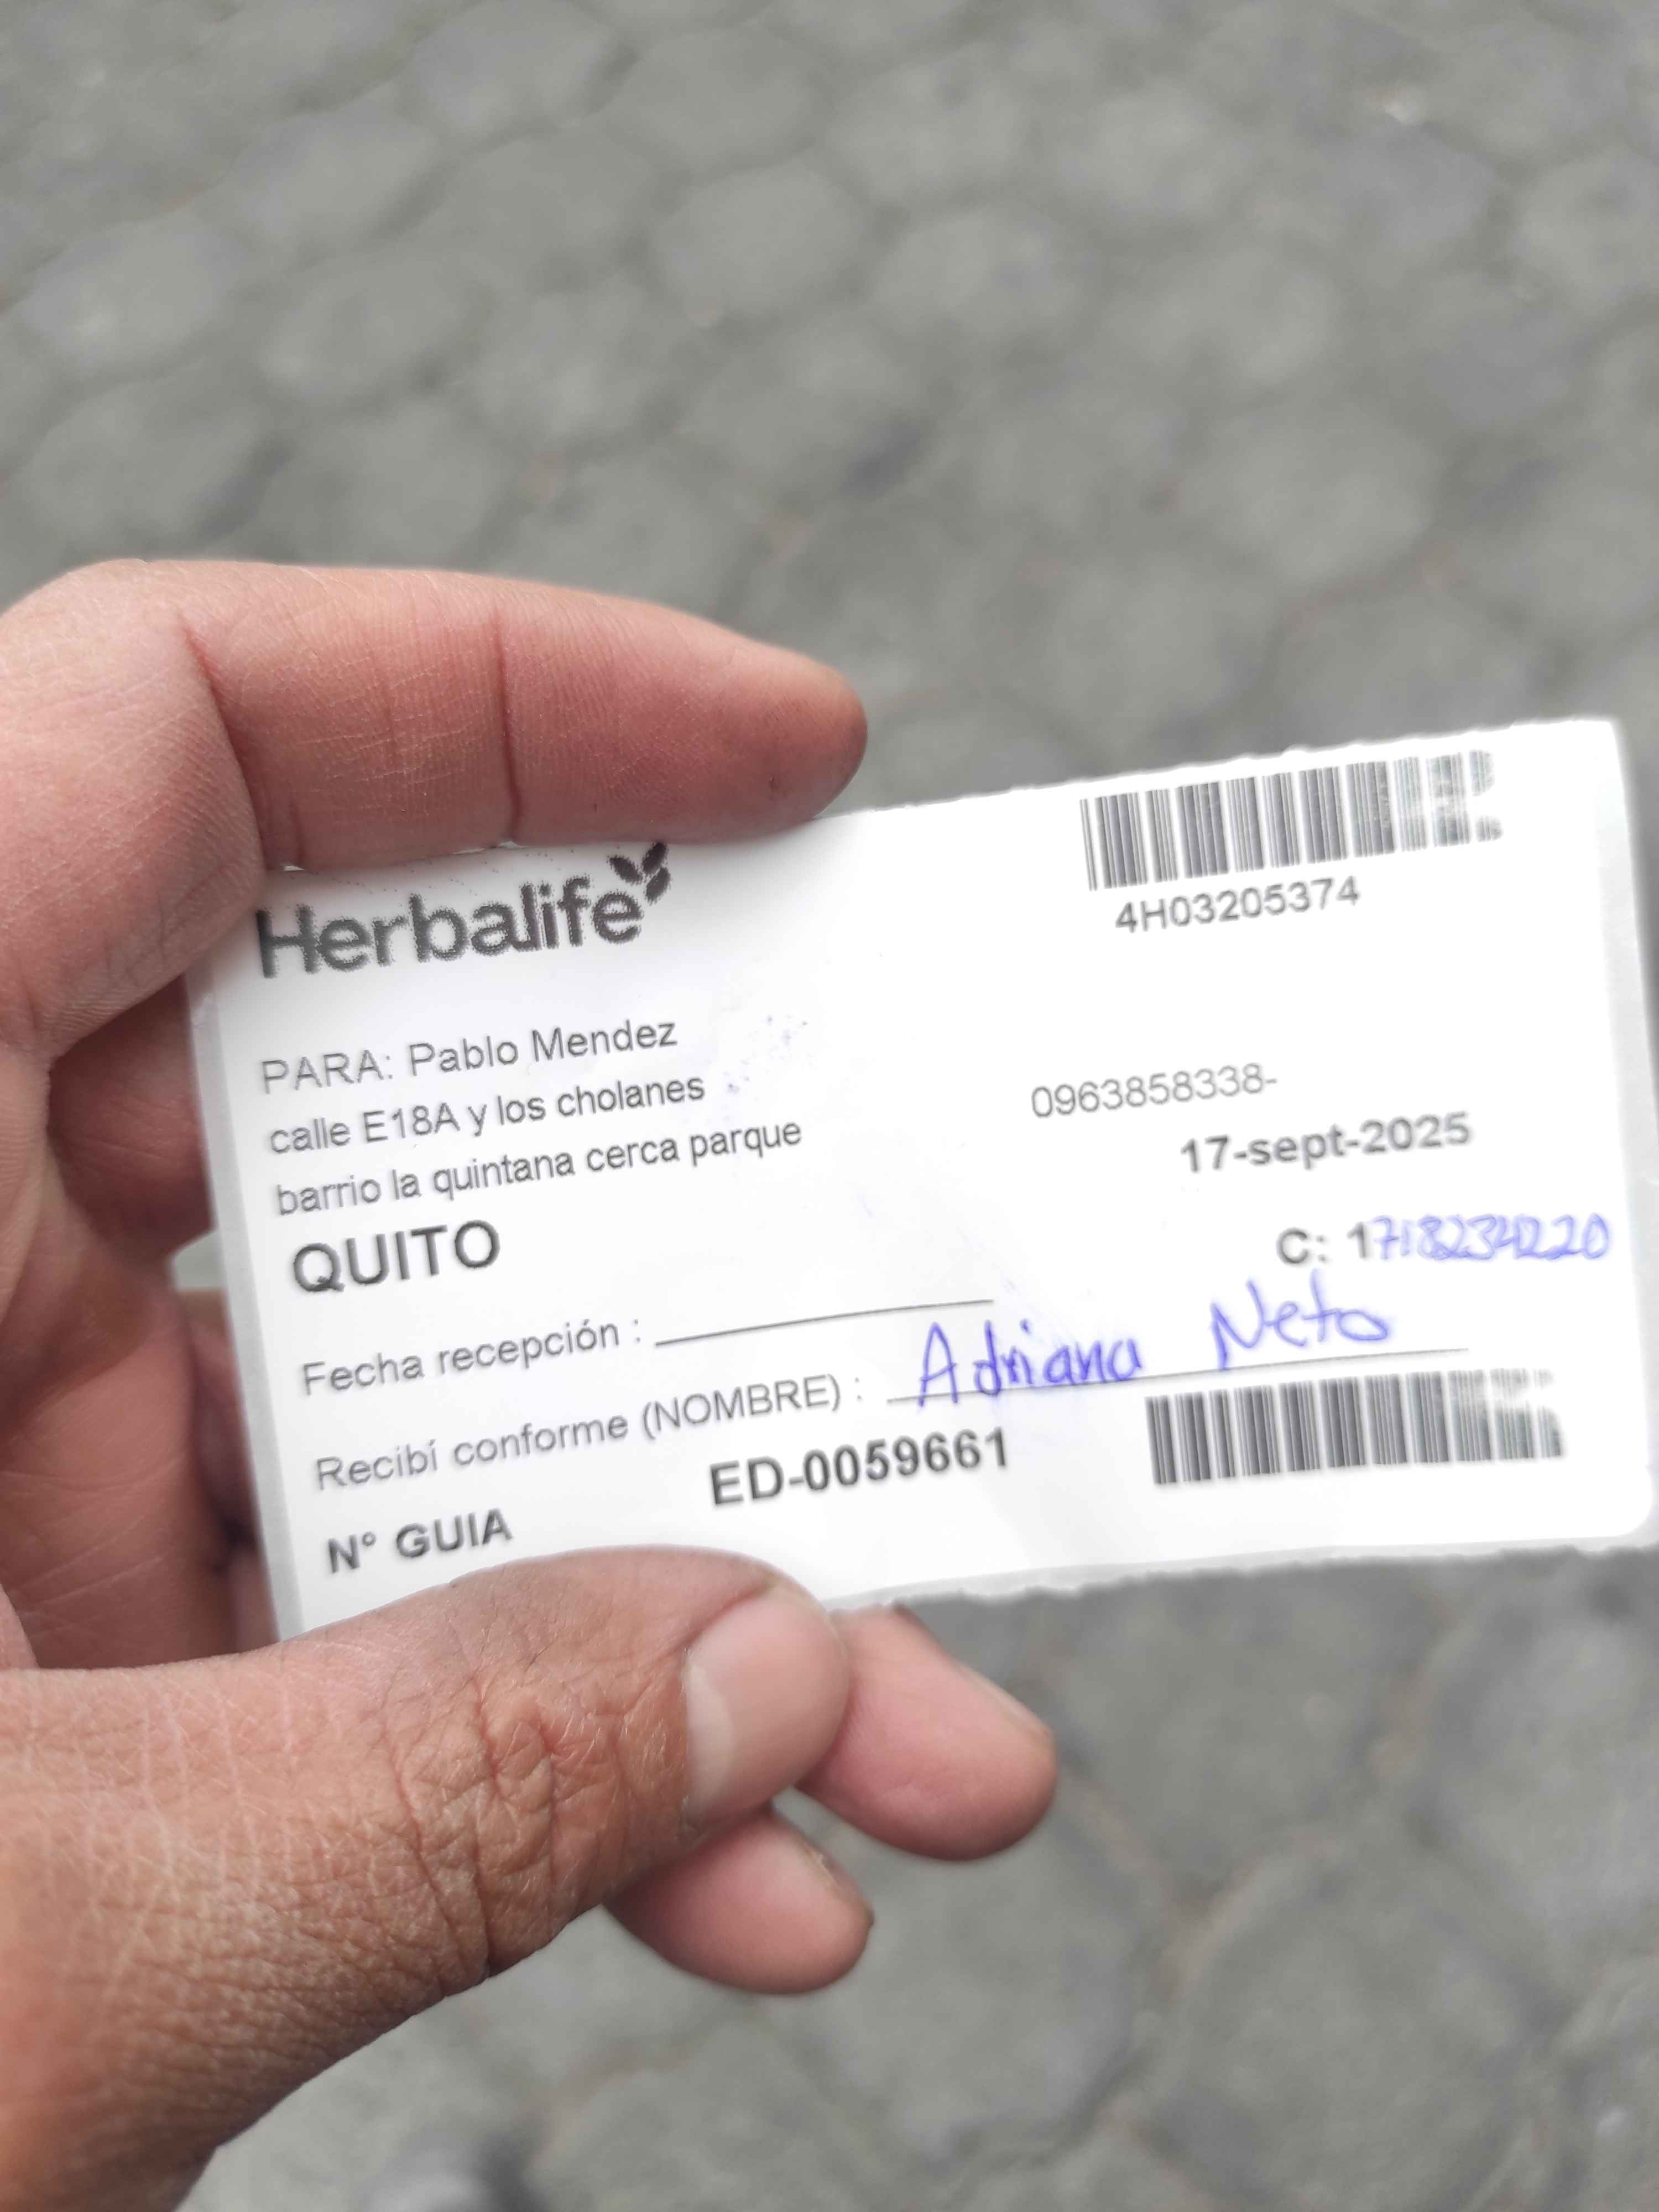 Herbalife
4H03205374
PARA: Pablo Mendez
calle E18A y los cholanes
barrio la quintana cerca parque
QUITO
0963858338-
17-sept-2025
C: 1718234220
Fecha recepción :
Recibí conforme (NOMBRE) : Adriana Neto
N° GUIA ED-0059661